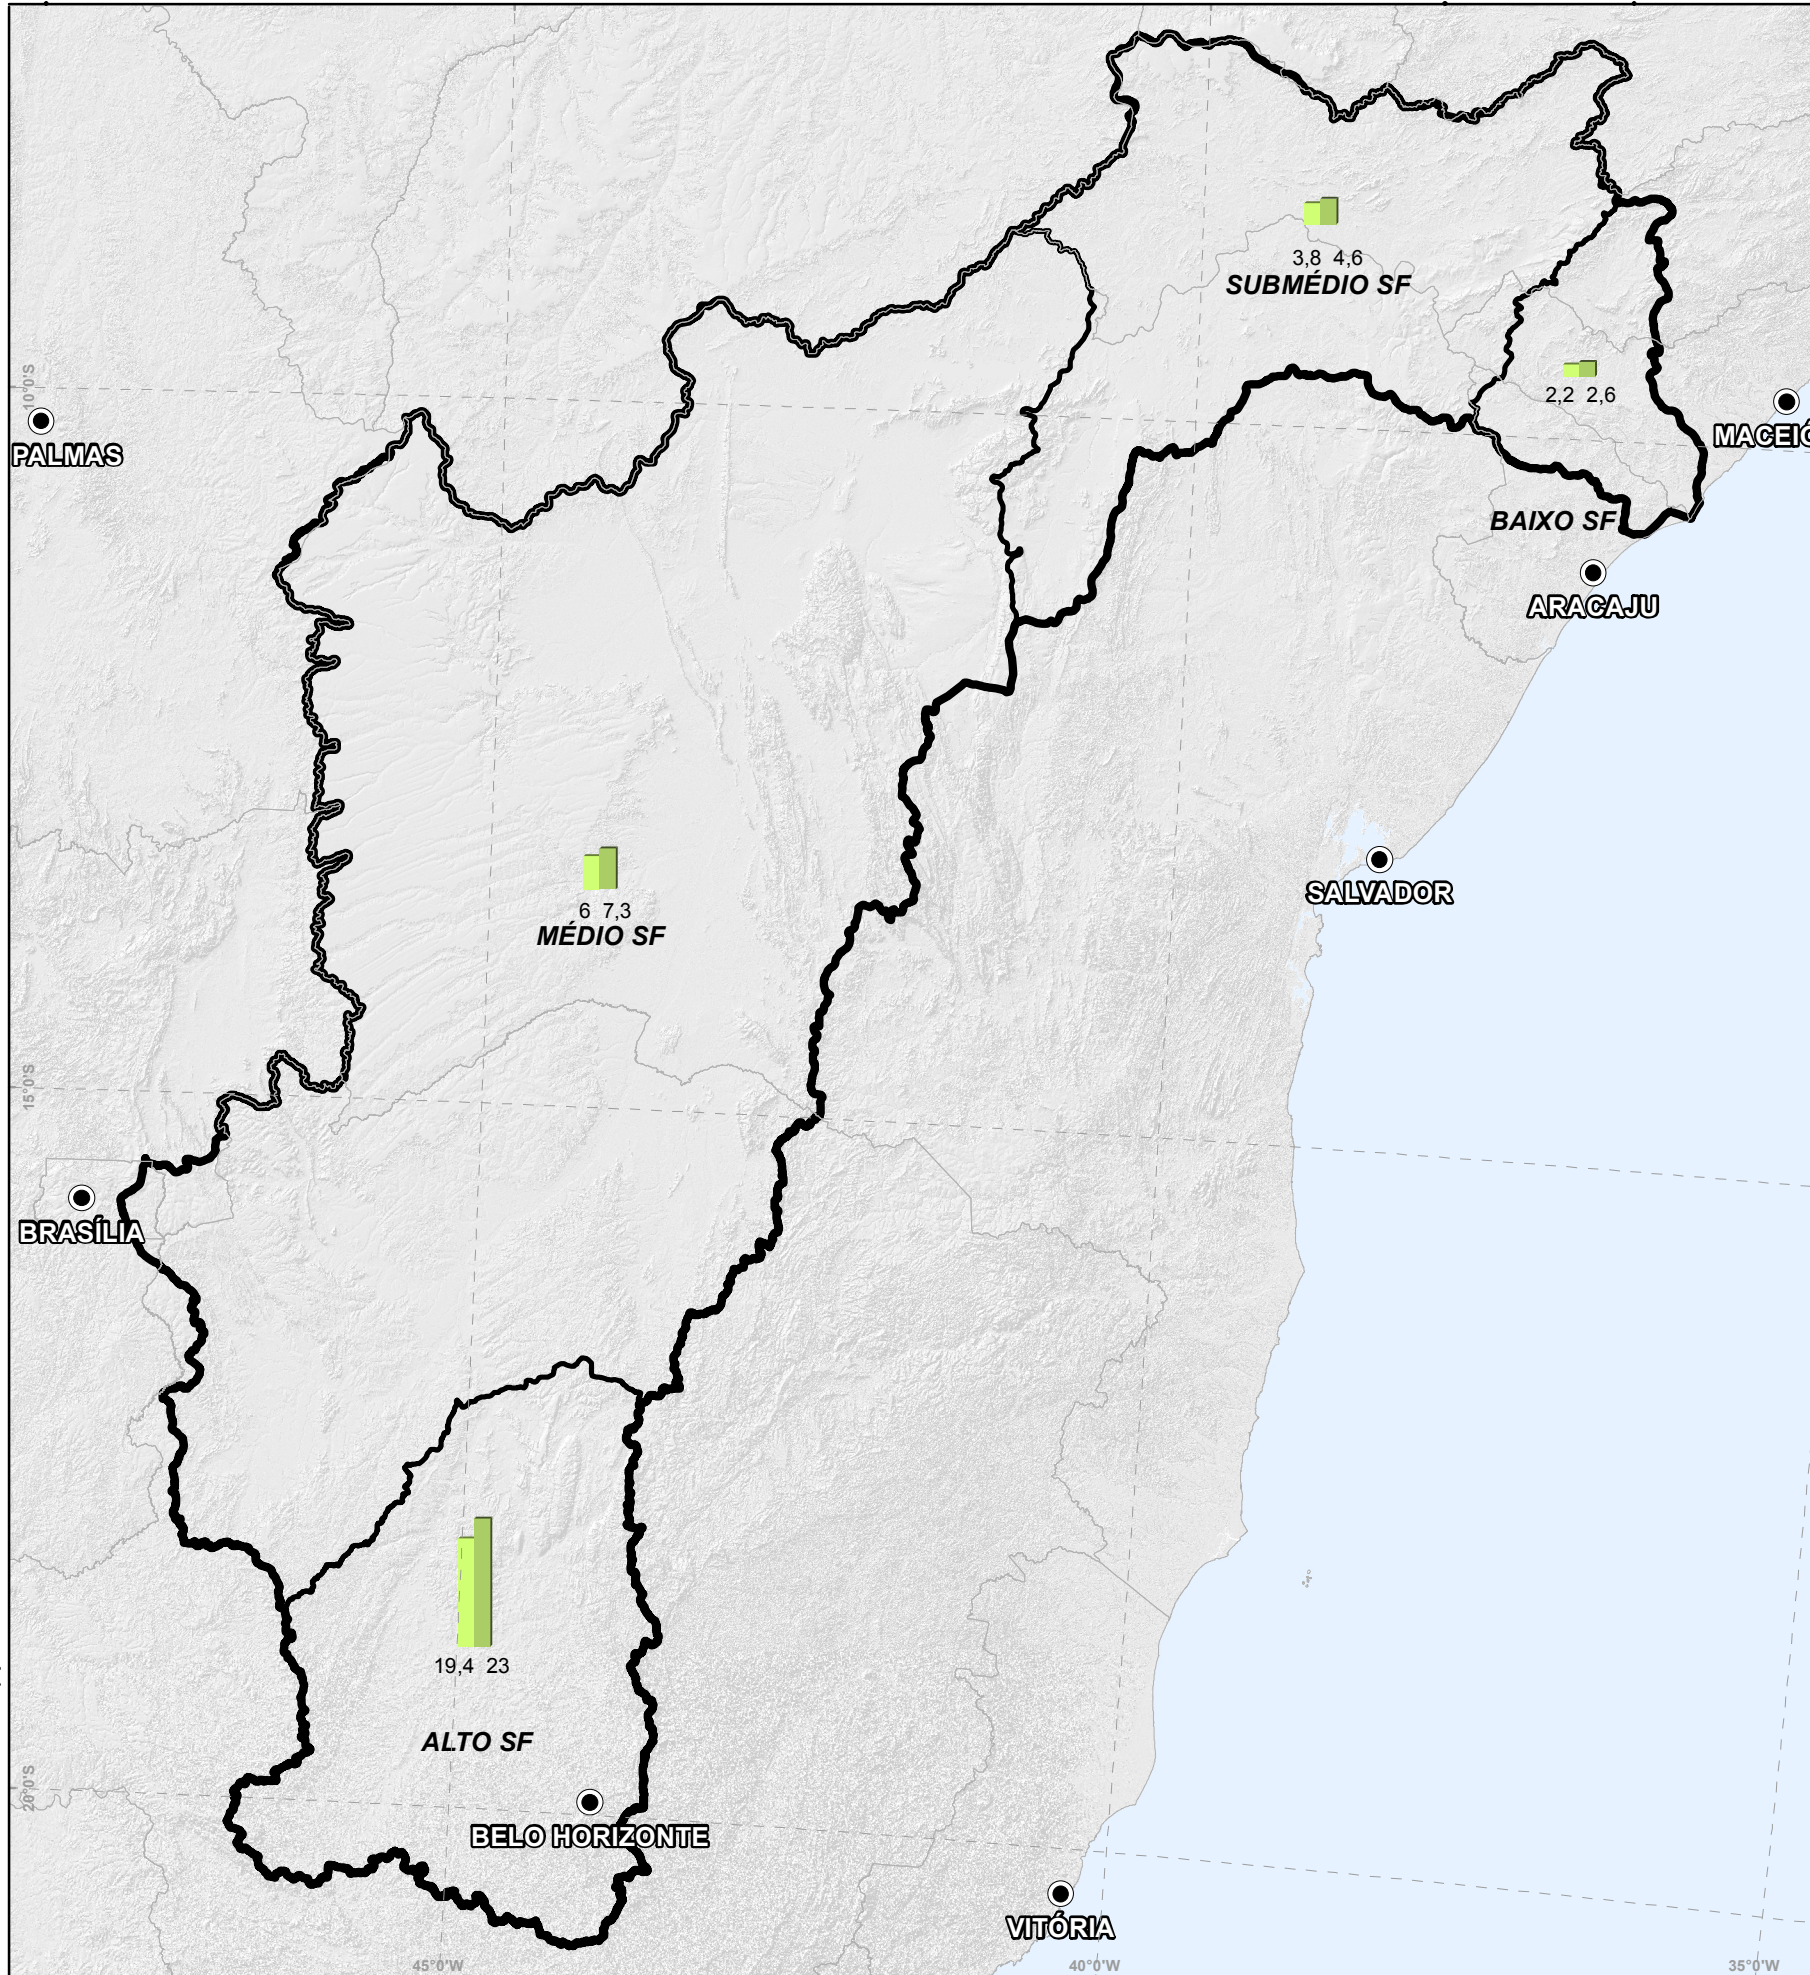 3,8 4,6
SUBMÉDIO SF
10°0'S
2,2 2,6
PALMAS
MACEIÓ
BAIXO SF
ARACAJU
SALVADOR
6 7,3
MÉDIO SF
15°0'S
BRASÍLIA
19,4 23
ALTO SF
20°0'S
BELO HORIZONTE
VITÓRIA
45°0'W
40°0'W
35°0'W